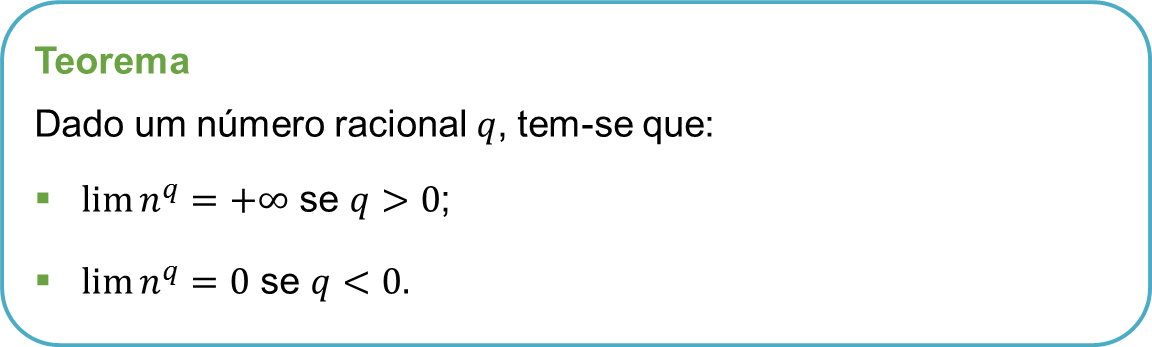 Teorema
Dado um número racional 𝑞, tem-se que:
▪ lim 𝑛^𝑞 = +∞ se 𝑞 > 0;
▪ lim 𝑛^𝑞 = 0 se 𝑞 < 0.